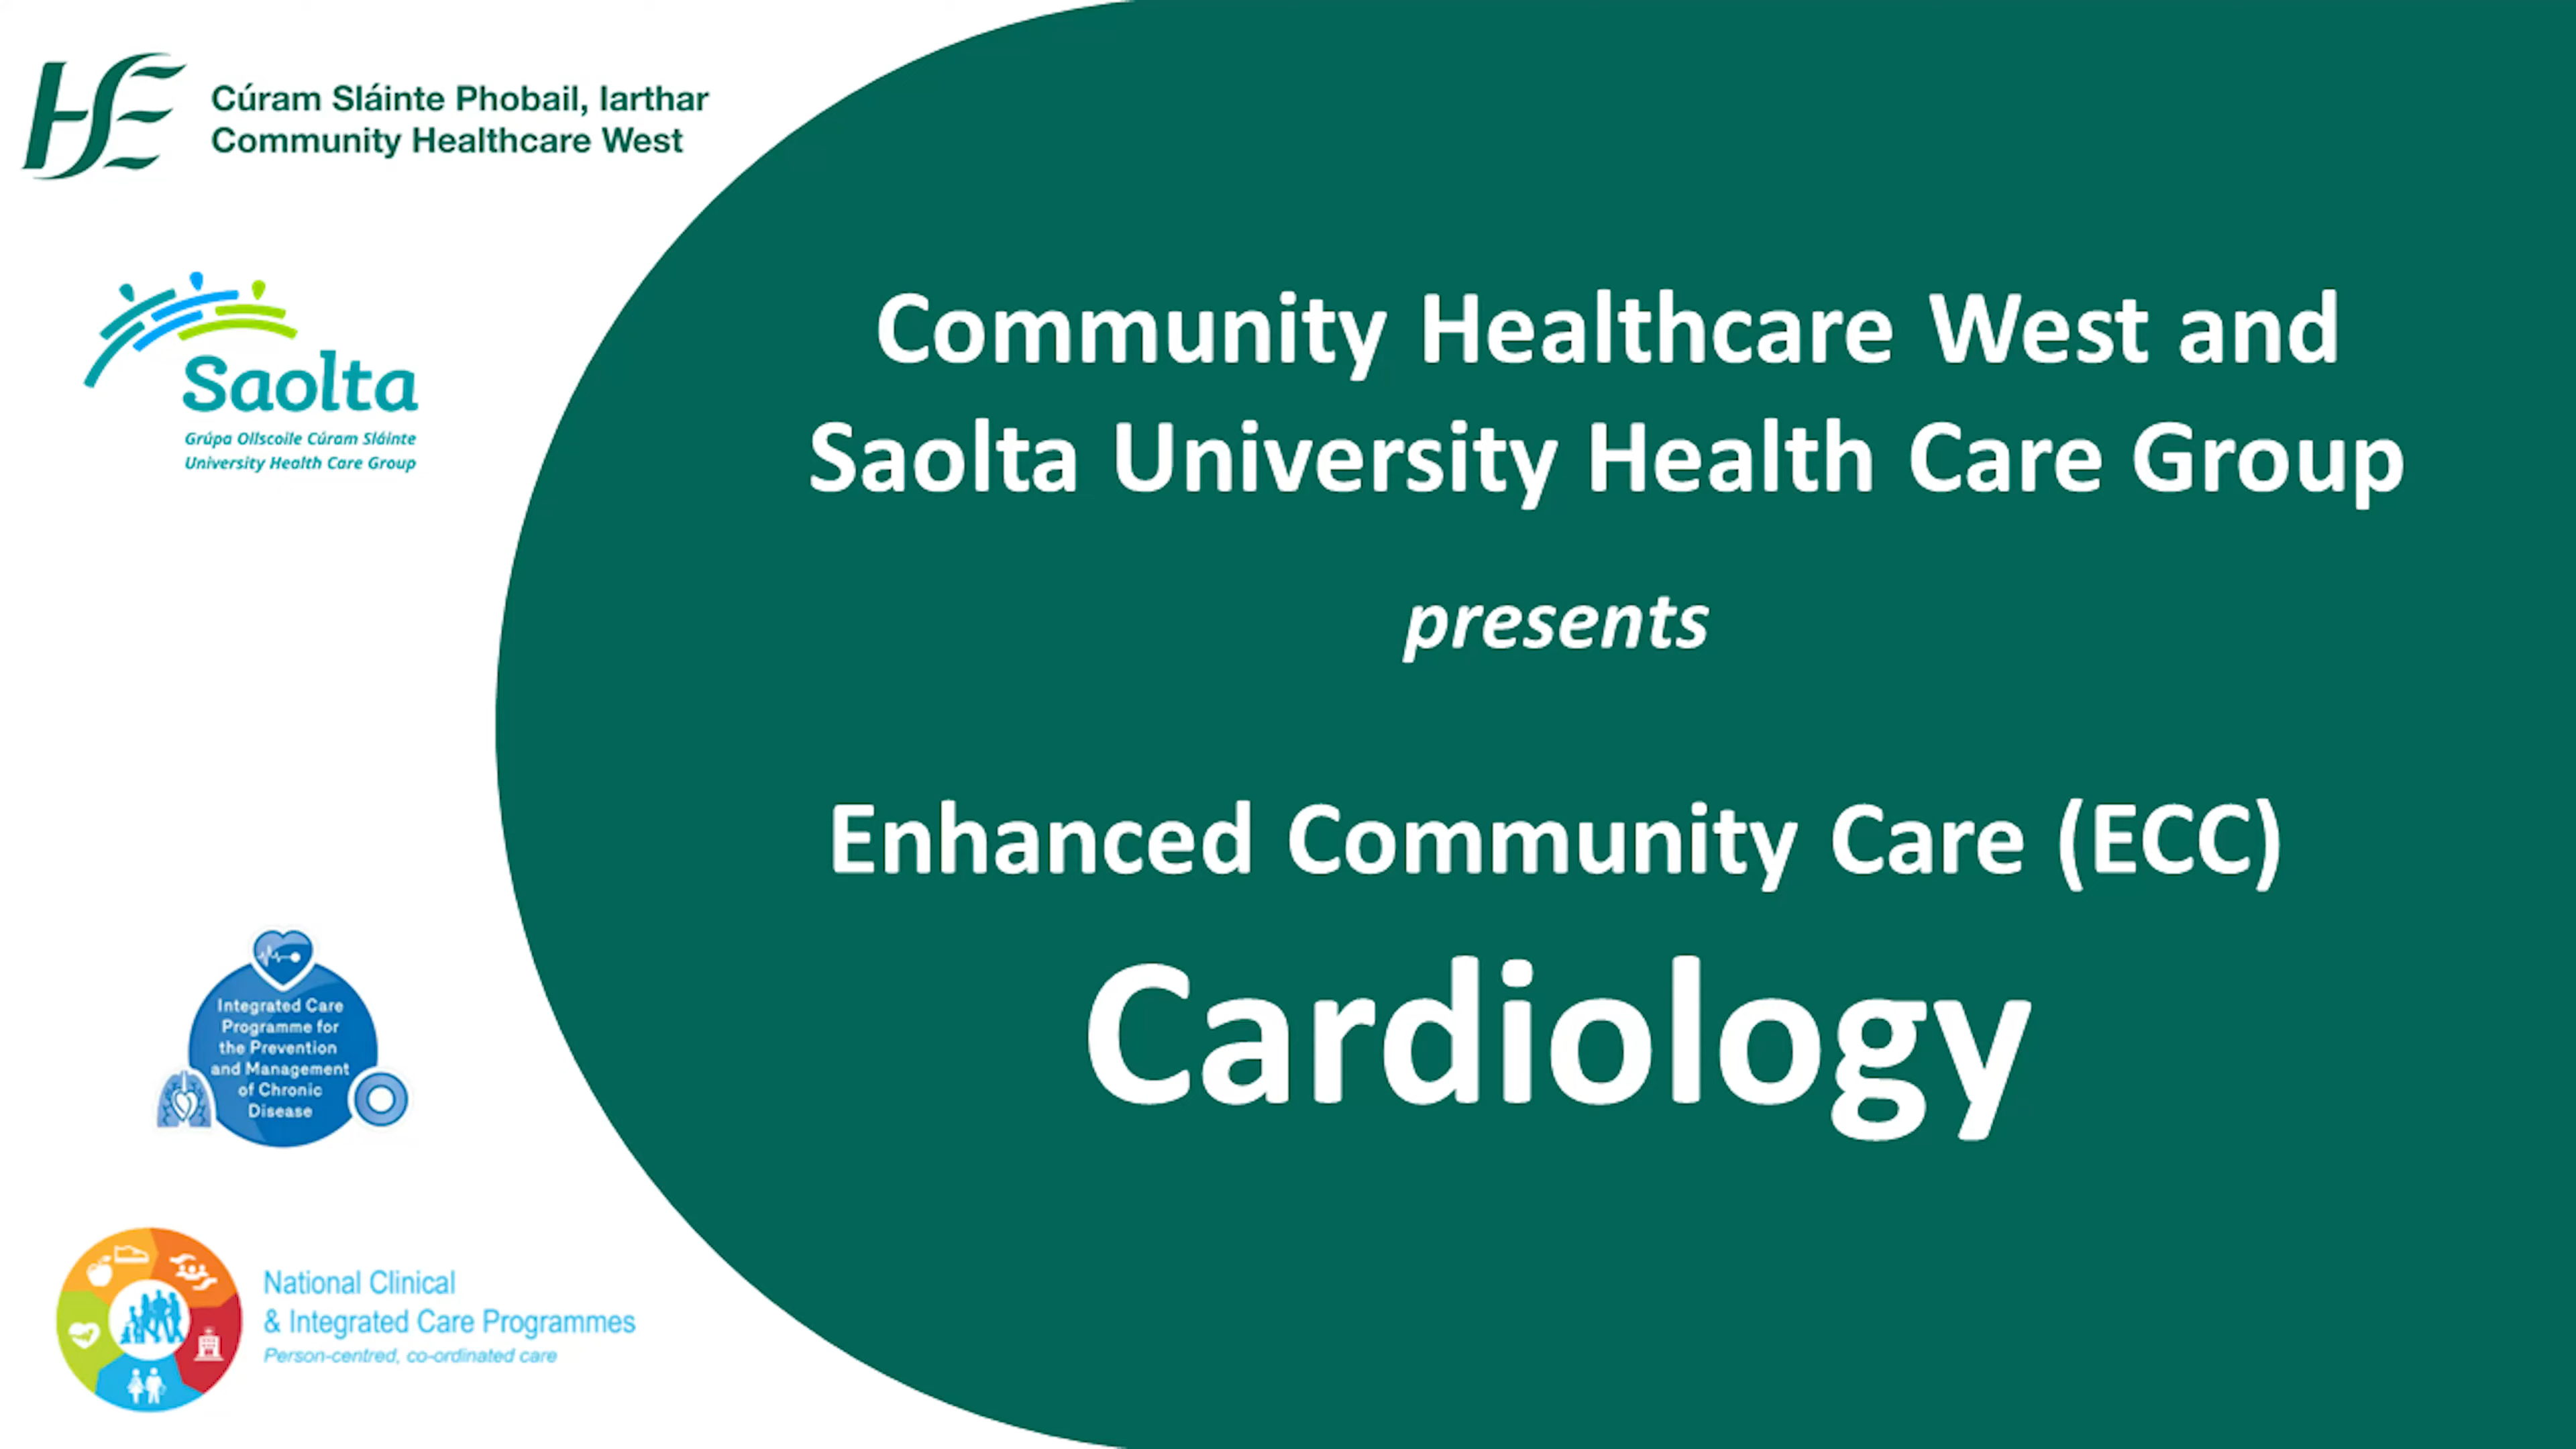 Cúram Sláinte Phobail, Iarthar
Community Healthcare West
Saolta
Grúpa Ollscoile Cúram Sláinte
University Health Care Group
Community Healthcare West and
Saolta University Health Care Group
presents
Enhanced Community Care (ECC)
Cardiology
Integrated Care
Programme for
the Prevention
and Management
of Chronic
Disease
National Clinical
& Integrated Care Programmes
Person-centred, co-ordinated care